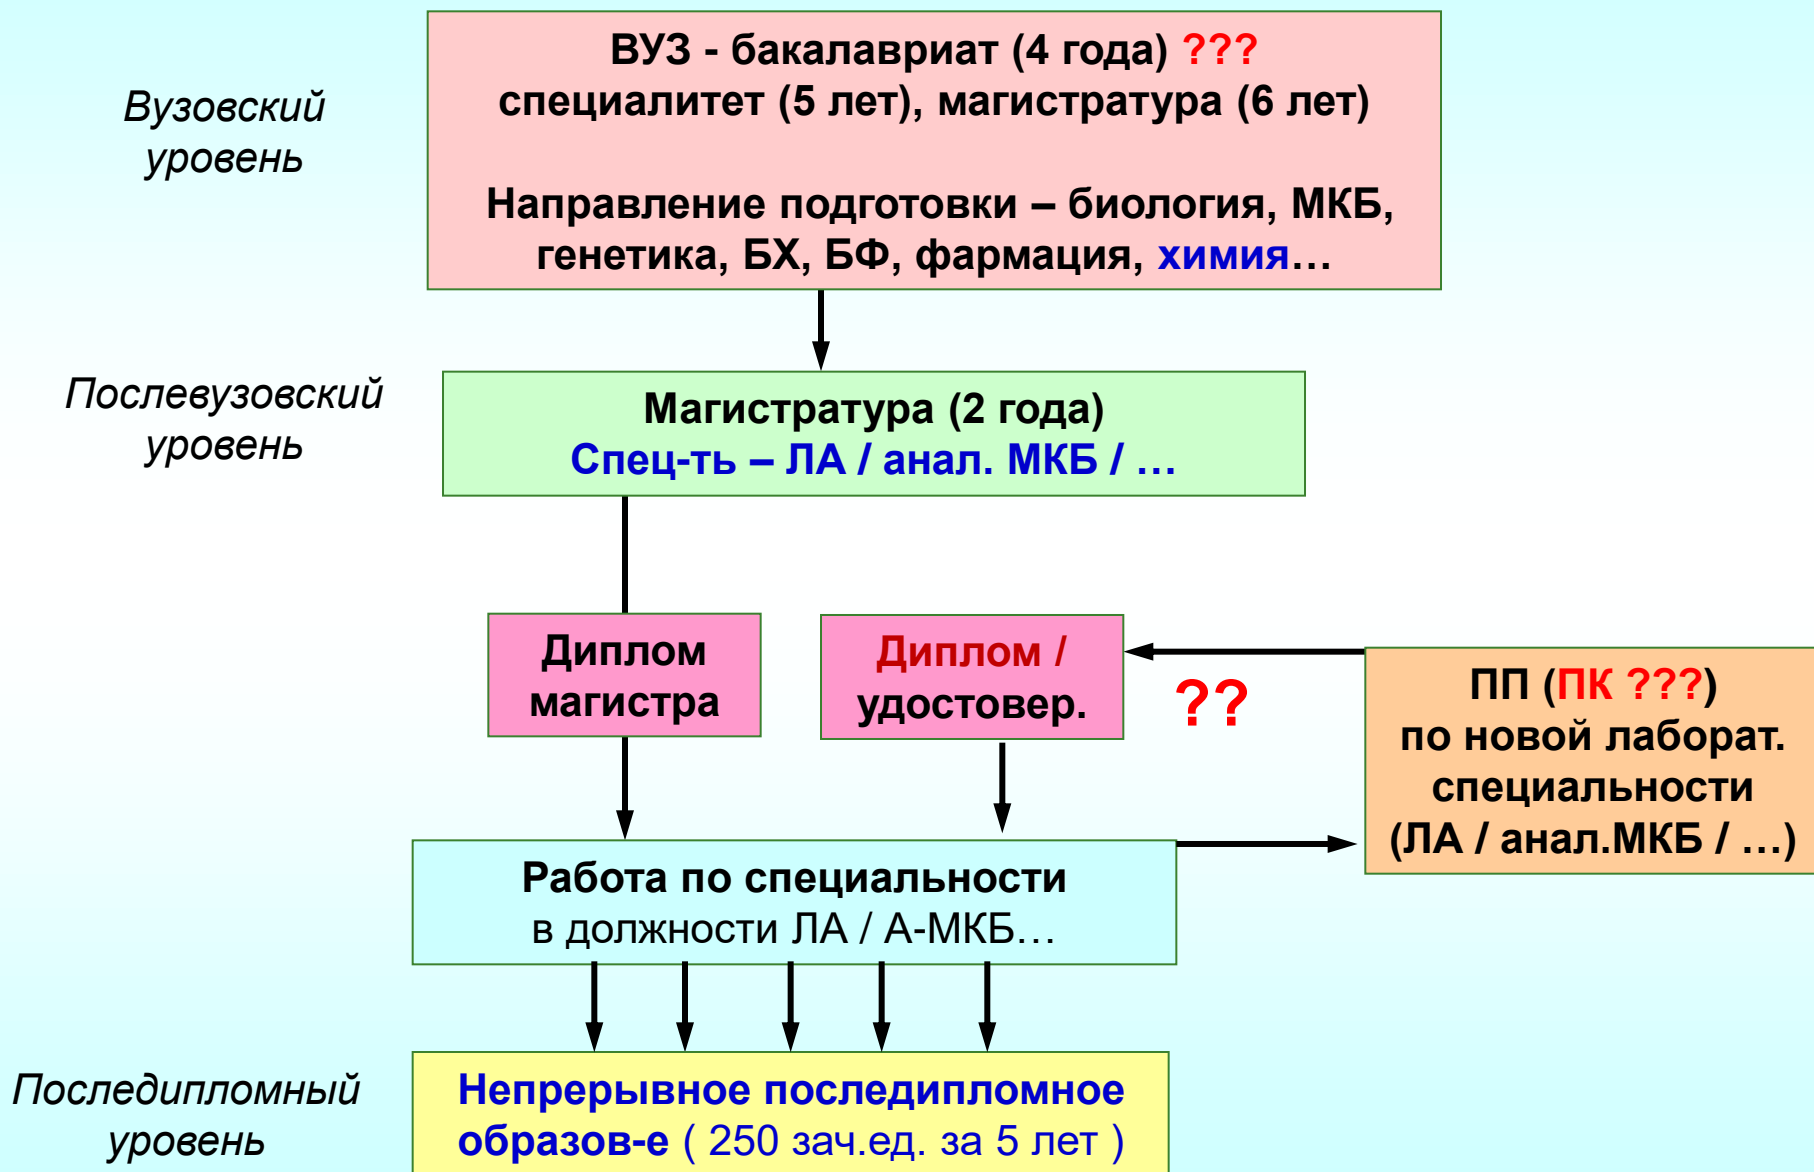 ВУЗ - бакалавриат (4 года) ???
специалитет (5 лет), магистратура (6 лет)
Направление подготовки – биология, МКБ,
генетика, БХ, БФ, фармация, химия…
Вузовский
уровень
Послевузовский
уровень
Магистратура (2 года)
Спец-ть – ЛА / анал. МКБ / …
Диплом
магистра
Диплом /
удостовер.
??
ПП (ПК ???)
по новой лаборат.
специальности
(ЛА / анал.МКБ / …)
Работа по специальности
в должности ЛА / А-МКБ…
Последипломный
уровень
Непрерывное последипломное
образов-е ( 250 зач.ед. за 5 лет )